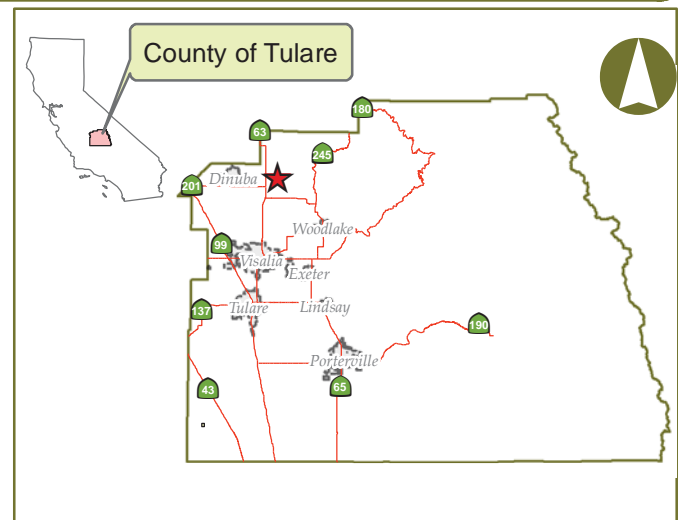 County of Tulare
180
63
245
Dinuba
201
Woodlake
99
Visalia
Exeter
137
Tulare
Lindsay
190
Porterville
43
65